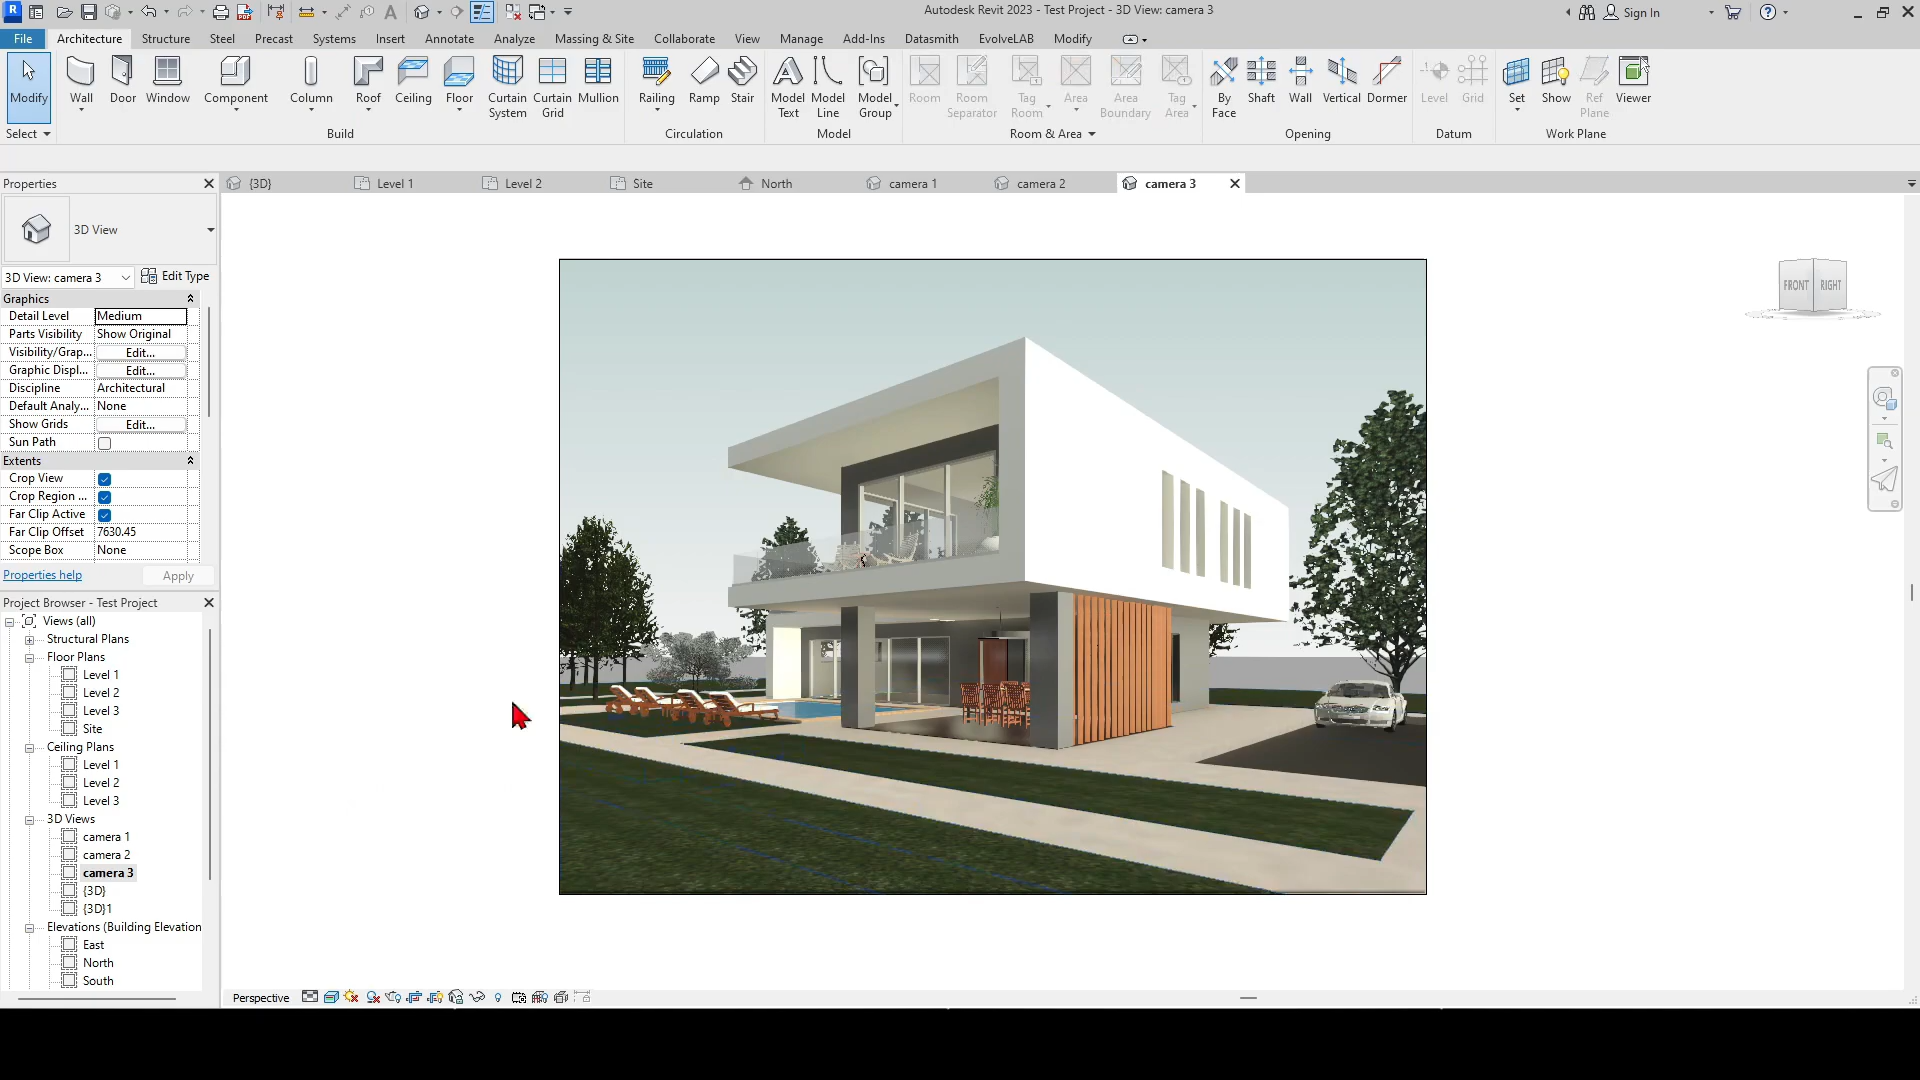 Autodesk Revit 2023 - Test Project - 3D View: camera 3
Sign In
File Architecture Structure Steel Precast Systems Insert Annotate Analyze Massing & Site Collaborate View Manage Add-Ins Datasmith EvolveLAB Modify
Modify Wall Door Window Component Column Roof Ceiling Floor Curtain System Curtain Grid Mullion Railing Ramp Stair Model Text Model Line Model Group Room Room Separator Tag Room Area Area Boundary Tag Area By Face Shaft Wall Vertical Dormer Level Grid Set Show Ref Plane Viewer
Select Build Circulation Model Room & Area Opening Datum Work Plane
Properties
{3D} Level 1 Level 2 Site North camera 1 camera 2 camera 3
3D View
3D View: camera 3 Edit Type
Graphics
Detail Level Medium
Parts Visibility Show Original
Visibility/Grap... Edit...
Graphic Displ... Edit...
Discipline Architectural
Default Analy... None
Show Grids Edit...
Sun Path
Extents
Crop View
Crop Region ...
Far Clip Active
Far Clip Offset 7630.45
Scope Box None
Properties help Apply
FRONT RIGHT
Project Browser - Test Project
Views (all)
Structural Plans
Floor Plans
Level 1
Level 2
Level 3
Site
Ceiling Plans
Level 1
Level 2
Level 3
3D Views
camera 1
camera 2
camera 3
{3D}
{3D}1
Elevations (Building Elevation
East
North
South
Perspective